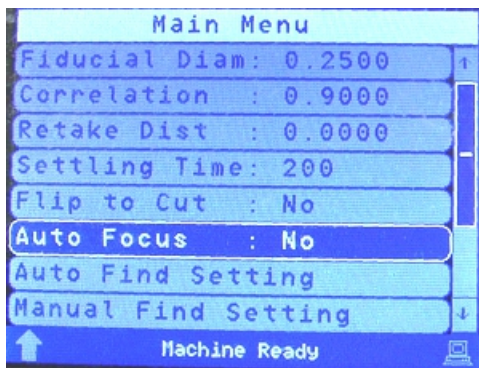 Main Menu
Fiducial Diam: 0.2500
Correlation : 0.9000
Retake Dist : 0.0000
Settling Time: 200
Flip to Cut : No
Auto Focus : No
Auto Find Setting
Manual Find Setting
Machine Ready